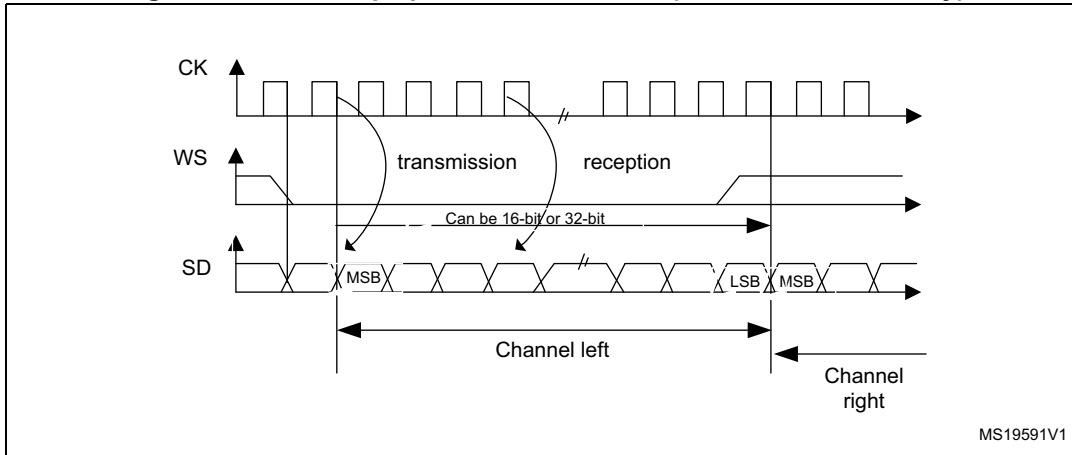 CK
WS
transmission
reception
Can be 16-bit or 32-bit
SD
MSB
LSB
MSB
Channel left
Channel
right
MS19591V1